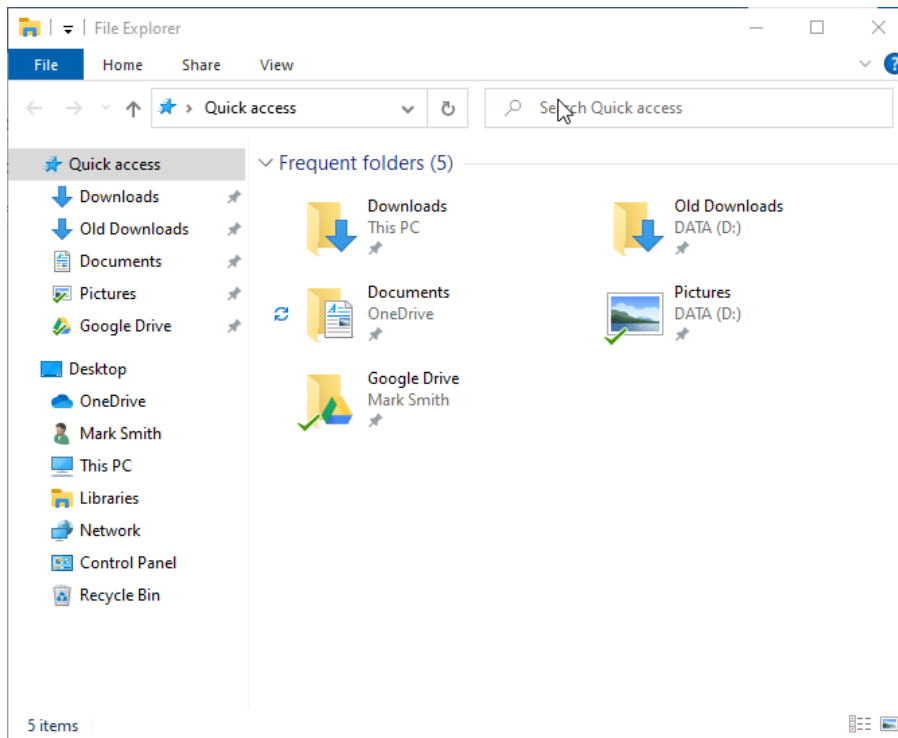 File Explorer
File Home Share View
Quick access
Search Quick access
Quick access
Downloads
Old Downloads
Documents
Pictures
Google Drive
Desktop
OneDrive
Mark Smith
This PC
Libraries
Network
Control Panel
Recycle Bin
Frequent folders (5)
Downloads
This PC
Old Downloads
DATA (D:)
Documents
OneDrive
Pictures
DATA (D:)
Google Drive
Mark Smith
5 items